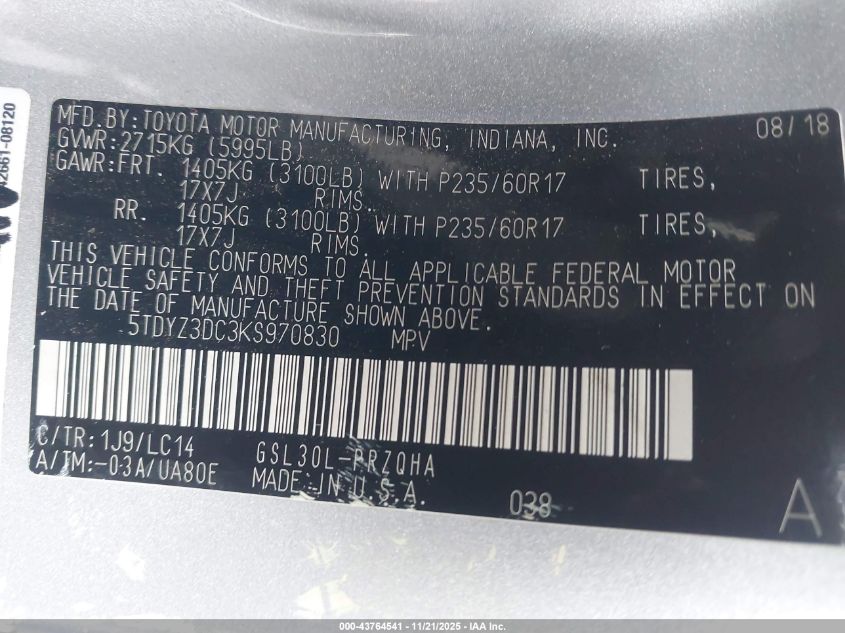 MFD. BY: TOYOTA MOTOR MANUFACTURING, INDIANA, INC. 08/18
GVWR: 2715KG (5995LB)
GAWR: FRT. 1405KG (3100LB) WITH P235/60R17 TIRES,
17X7J RIMS.
RR. 1405KG (3100LB) WITH P235/60R17 TIRES,
17X7J RIMS.
THIS VEHICLE CONFORMS TO ALL APPLICABLE FEDERAL MOTOR
VEHICLE SAFETY AND THEFT PREVENTION STANDARDS IN EFFECT ON
THE DATE OF MANUFACTURE SHOWN ABOVE.
5TDYZ3DC3KS970830 MPV
C/TR: 1J9/LC14 GSL30L-PRZQHA
A/TM:-03A/UA80E MADE IN U.S.A. 038 A
2661-08120
000-43764541 - 11/21/2025 - IAA Inc.